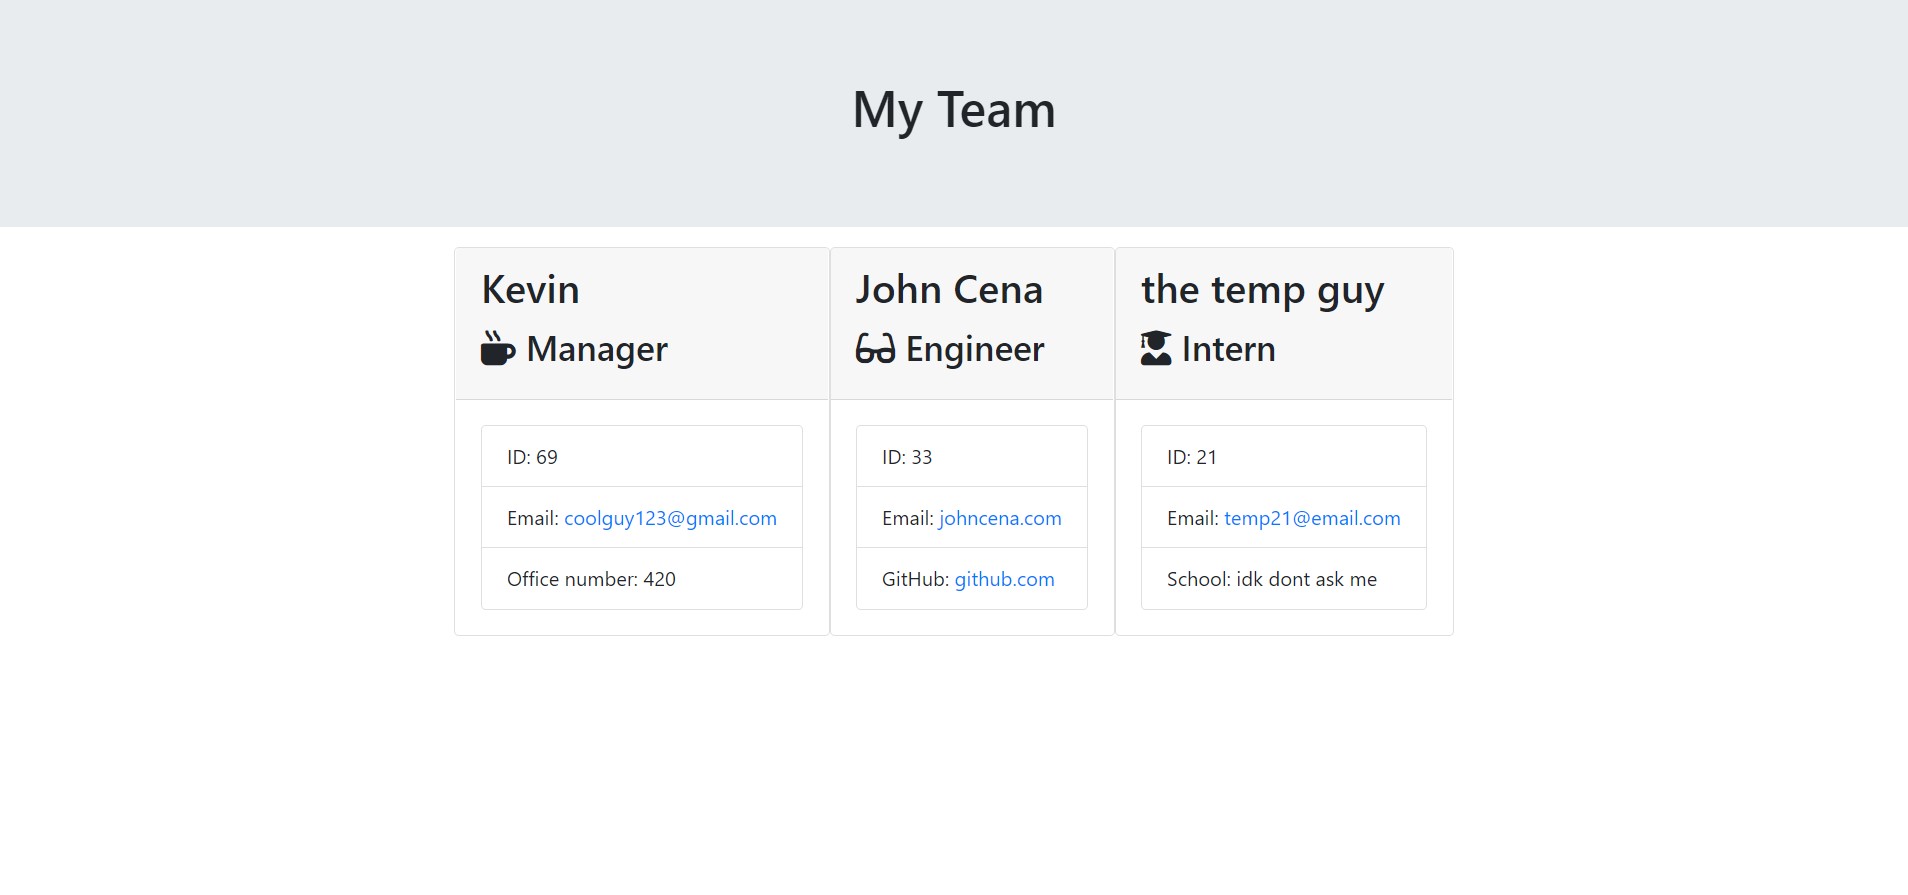 My Team
Kevin
Manager
ID: 69
Email: coolguy123@gmail.com
Office number: 420
John Cena
Engineer
ID: 33
Email: johncena.com
GitHub: github.com
the temp guy
Intern
ID: 21
Email: temp21@email.com
School: idk dont ask me